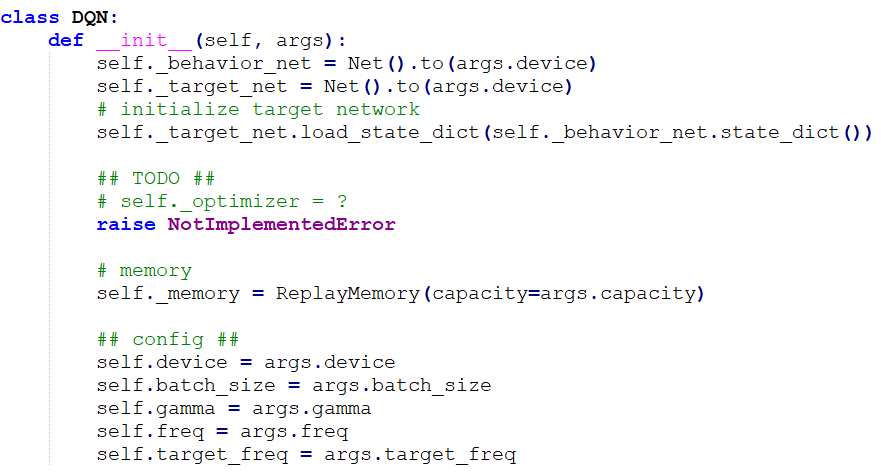 class DQN:
    def __init__(self, args):
        self._behavior_net = Net().to(args.device)
        self._target_net = Net().to(args.device)
        # initialize target network
        self._target_net.load_state_dict(self._behavior_net.state_dict())

        ## TODO ##
        # self._optimizer = ?
        raise NotImplementedError

        # memory
        self._memory = ReplayMemory(capacity=args.capacity)

        ## config ##
        self.device = args.device
        self.batch_size = args.batch_size
        self.gamma = args.gamma
        self.freq = args.freq
        self.target_freq = args.target_freq